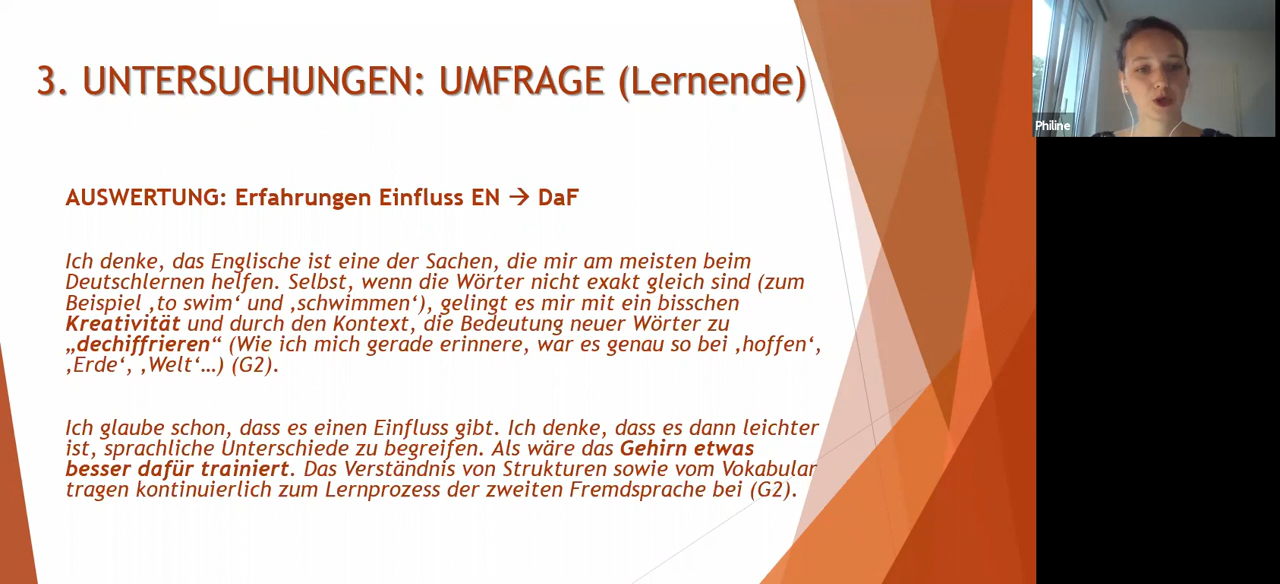 3. UNTERSUCHUNGEN: UMFRAGE (Lernende)
Philine
AUSWERTUNG: Erfahrungen Einfluss EN → DaF
Ich denke, das Englische ist eine der Sachen, die mir am meisten beim
Deutschlernen helfen. Selbst, wenn die Wörter nicht exakt gleich sind (zum
Beispiel ‚to swim‘ und ‚schwimmen‘), gelingt es mir mit ein bisschen
Kreativität und durch den Kontext, die Bedeutung neuer Wörter zu
„dechiffrieren“ (Wie ich mich gerade erinnere, war es genau so bei ‚hoffen‘,
‚Erde‘, ‚Welt‘…) (G2).
Ich glaube schon, dass es einen Einfluss gibt. Ich denke, dass es dann leichter
ist, sprachliche Unterschiede zu begreifen. Als wäre das Gehirn etwas
besser dafür trainiert. Das Verständnis von Strukturen sowie vom Vokabular
tragen kontinuierlich zum Lernprozess der zweiten Fremdsprache bei (G2).